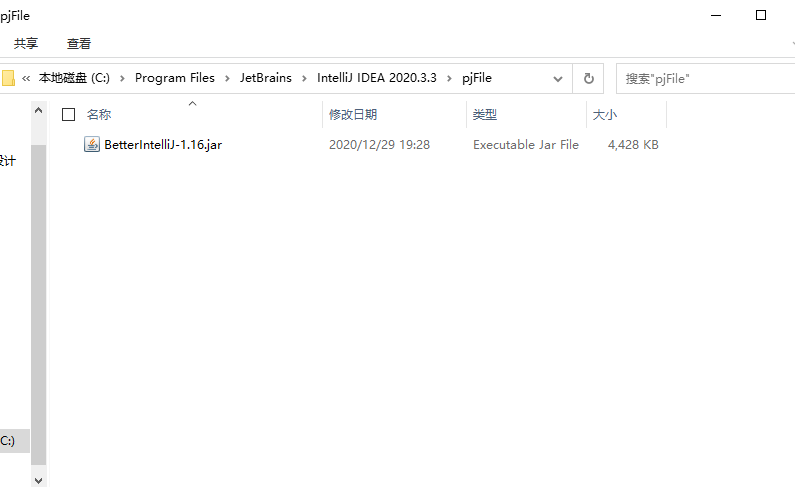 pjFile
共享 查看
« 本地磁盘 (C:) › Program Files › JetBrains › IntelliJ IDEA 2020.3.3 › pjFile
搜索"pjFile"
名称 修改日期 类型 大小
BetterIntelliJ-1.16.jar 2020/12/29 19:28 Executable Jar File 4,428 KB
设计
C:)